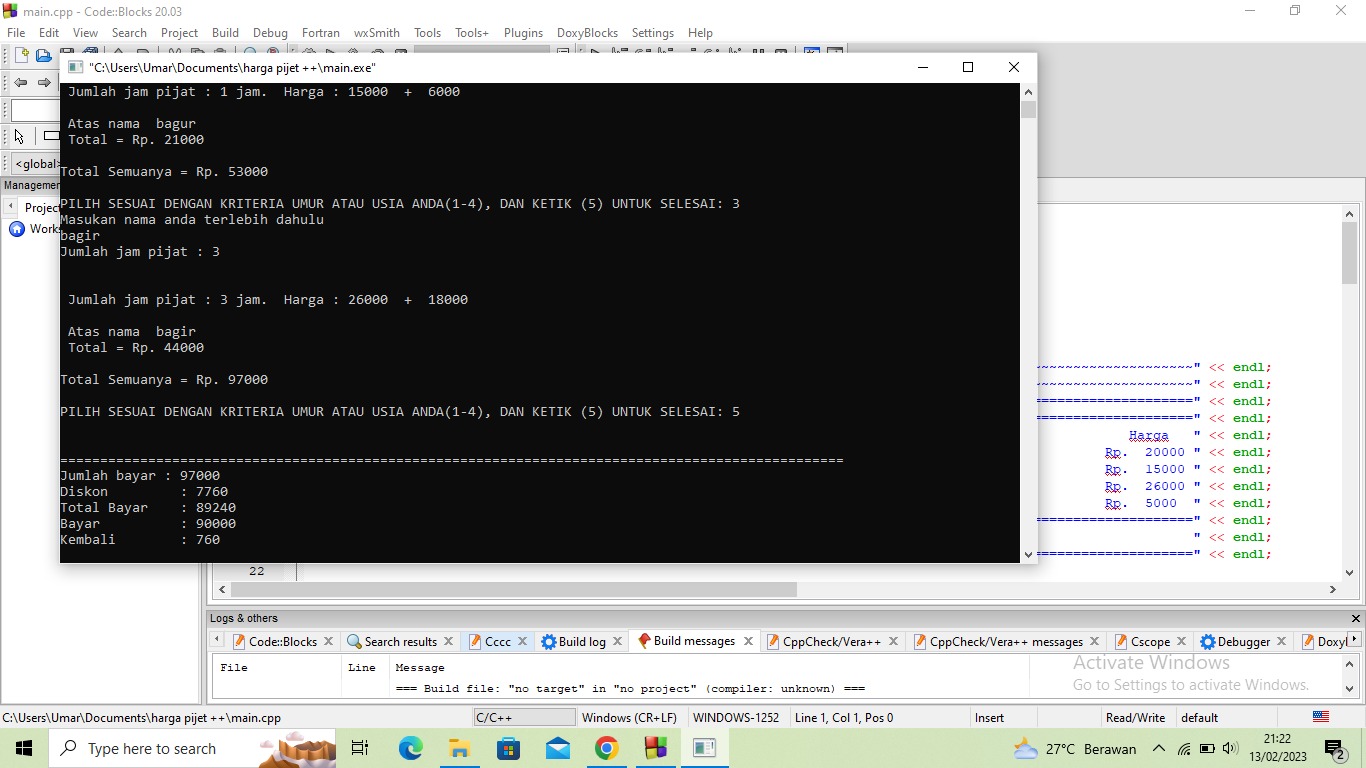 main.cpp - Code::Blocks 20.03
File Edit View Search Project Build Debug Fortran wxSmith Tools Tools+ Plugins DoxyBlocks Settings Help
"C:\Users\Umar\Documents\harga pijet ++\main.exe"
Jumlah jam pijat : 1 jam.  Harga : 15000  +  6000
Atas nama  bagur
Total = Rp. 21000
Total Semuanya = Rp. 53000
PILIH SESUAI DENGAN KRITERIA UMUR ATAU USIA ANDA(1-4), DAN KETIK (5) UNTUK SELESAI: 3
Masukan nama anda terlebih dahulu
bagir
Jumlah jam pijat : 3
Jumlah jam pijat : 3 jam.  Harga : 26000  +  18000
Atas nama  bagir
Total = Rp. 44000
Total Semuanya = Rp. 97000
PILIH SESUAI DENGAN KRITERIA UMUR ATAU USIA ANDA(1-4), DAN KETIK (5) UNTUK SELESAI: 5
==================================================================================================
Jumlah bayar : 97000
Diskon         : 7760
Total Bayar    : 89240
Bayar          : 90000
Kembali        : 760
<global>
Managemen
Project
Works
~~~~~~~~~~~~~~~~~~~~" << endl;
~~~~~~~~~~~~~~~~~~~~" << endl;
====================" << endl;
====================" << endl;
Harga   " << endl;
Rp.  20000 " << endl;
Rp.  15000 " << endl;
Rp.  26000 " << endl;
Rp.  5000  " << endl;
====================" << endl;
" << endl;
====================" << endl;
22
Logs & others
Code::Blocks Search results Cccc Build log Build messages CppCheck/Vera++ CppCheck/Vera++ messages Cscope Debugger Doxyl
File Line Message
=== Build file: "no target" in "no project" (compiler: unknown) ===
Activate Windows
Go to Settings to activate Windows.
C:\Users\Umar\Documents\harga pijet ++\main.cpp C/C++ Windows (CR+LF) WINDOWS-1252 Line 1, Col 1, Pos 0 Insert Read/Write default
Type here to search
27°C Berawan
21:22
13/02/2023
2